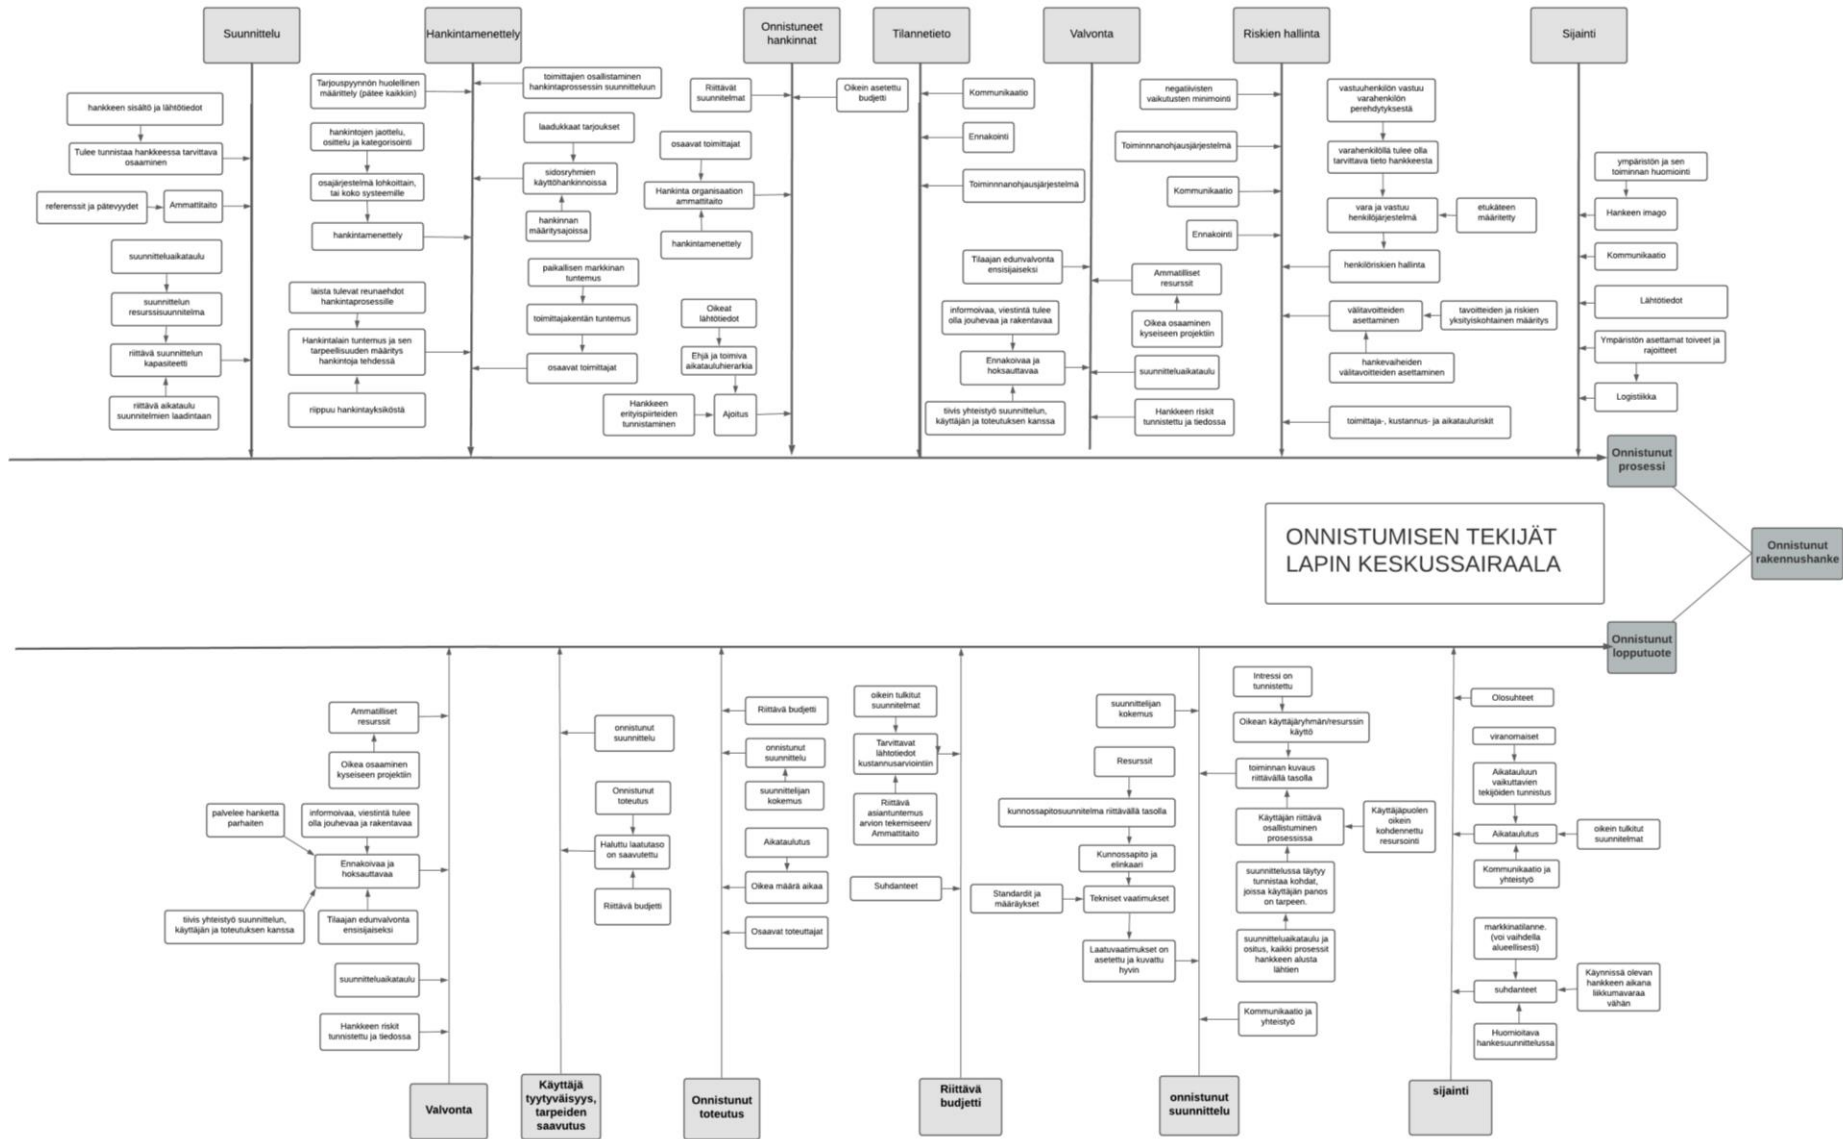 Suunnittelu
Hankintamenettely
Onnistuneet
hankinnat
Tilannetieto
Valvonta
Riskien hallinta
Sijainti
hankkeen sisältö ja lähtötiedot
Tulee tunnistaa hankkeessa tarvittava
osaaminen
referenssit ja pätevyydet
Ammattitaito
suunnitteluaikataulu
suunnittelun
resurssisuunnitelma
riittävä suunnittelun
kapasiteetti
riittävä aikataulu
suunnitelmien laadintaan
Tarjouspyynnön huolellinen
määrittely (pätee kaikkiin)
hankintojen jaottelu,
osittelu ja kategorisointi
osajärjestelmä lohkoittain,
tai koko systeemille
hankintamenettely
laista tulevat reunaehdot
hankintaprosessille
Hankintalain tuntemus ja sen
tarpeellisuuden määritys
hankintoja tehdessä
riippuu hankintayksiköstä
toimittajien osallistaminen
hankintaprossessin suunnitteluun
laadukkaat tarjoukset
sidosryhmien
käyttöhankinnoissa
hankinnan
määritysajoissa
paikallisen markkinan
tuntemus
toimittajakentän tuntemus
osaavat toimittajat
Riittävät
suunnitelmat
Oikein asetettu
budjetti
osaavat toimittajat
Hankinta organisaation
ammattitaito
hankintamenettely
Oikeat
lähtötiedot
Ehjä ja toimiva
aikatauluhierarkia
Hankkeen
erityispiirteiden
tunnistaminen
Ajoitus
Kommunikaatio
Ennakointi
Toiminnnanohjausjärjestelmä
Tilaajan edunvalvonta
ensisijaiseksi
informoivaa, viestintä tulee
olla jouhevaa ja rakentavaa
Ennakoivaa ja
hoksauttavaa
tiivis yhteistyö suunnittelun,
käyttäjän ja toteutuksen kanssa
Ammatilliset
resurssit
Oikea osaaminen
kyseiseen projektiin
suunnitteluaikataulu
Hankkeen riskit
tunnistettu ja tiedossa
negatiivisten
vaikutusten minimointi
Toiminnnanohjausjärjestelmä
Kommunikaatio
Ennakointi
vastuuhenkilön vastuu
varahenkilön
perehdytyksestä
varahenkilöllä tulee olla
tarvittava tieto hankkeesta
vara ja vastuu
henkilöjärjestelmä
etukäteen
määritetty
henkilöriskien hallinta
välitavoitteiden
asettaminen
tavoitteiden ja riskien
yksityiskohtainen määritys
hankevaiheiden
välitavoitteiden asettaminen
toimittaja-, kustannus- ja aikatauluriskit
ympäristön ja sen
toiminnan huomiointi
Hankeen imago
Kommunikaatio
Lähtötiedot
Ympäristön asettamat toiveet ja
rajoitteet
Logistiikka
Onnistunut
prosessi
ONNISTUMISEN TEKIJÄT
LAPIN KESKUSSAIRAALA
Onnistunut
rakennushanke
Onnistunut
lopputuote
Ammatilliset
resurssit
Oikea osaaminen
kyseiseen projektiin
palvelee hanketta
parhaiten
informoivaa, viestintä tulee
olla jouhevaa ja rakentavaa
Ennakoivaa ja
hoksauttavaa
tiivis yhteistyö suunnittelun,
käyttäjän ja toteutuksen kanssa
Tilaajan edunvalvonta
ensisijaiseksi
suunnitteluaikataulu
Hankkeen riskit
tunnistettu ja tiedossa
onnistunut
suunnittelu
Onnistunut
toteutus
Haluttu laatutaso
on saavutettu
Riittävä budjetti
Riittävä budjetti
onnistunut
suunnittelu
suunnittelijan
kokemus
Aikataulutus
Oikea määrä aikaa
Osaavat toteuttajat
oikein tulkitut
suunnitelmat
Tarvittavat
lähtötiedot
kustannusarviointiin
Riittävä
asiantuntemus
arvion tekemiseen/
Ammattitaito
Suhdanteet
suunnittelijan
kokemus
Resurssit
kunnossapitosuunnitelma riittävällä tasolla
Kunnossapito ja
elinkaari
Standardit ja
määräykset
Tekniset vaatimukset
Laatuvaatimukset on
asetettu ja kuvattu
hyvin
Intressi on
tunnistettu
Oikean käyttäjäryhmän/resurssin
käyttö
toiminnan kuvaus
riittävällä tasolla
Käyttäjän riittävä
osallistuminen
prosessissa
Käyttäjäpuolen
oikein
kohdennettu
resursointi
suunnittelussa täytyy
tunnistaa kohdat,
joissa käyttäjän panos
on tarpeen.
suunnitteluaikataulu ja
ositus, kaikki prosessit
hankkeen alusta
lähtien
Kommunikaatio ja
yhteistyö
Olosuhteet
viranomaiset
Aikatauluun
vaikuttavien
tekijöiden tunnistus
Aikataulutus
oikein tulkitut
suunnitelmat
Kommunikaatio ja
yhteistyö
markkinatilanne.
(voi vaihdella
alueellisesti)
suhdanteet
Käynnissä olevan
hankkeen aikana
liikkumavaraa
vähän
Huomioitava
hankesuunnittelussa
Valvonta
Käyttäjä
tyytyväisyys,
tarpeiden
saavutus
Onnistunut
toteutus
Riittävä
budjetti
onnistunut
suunnittelu
sijainti